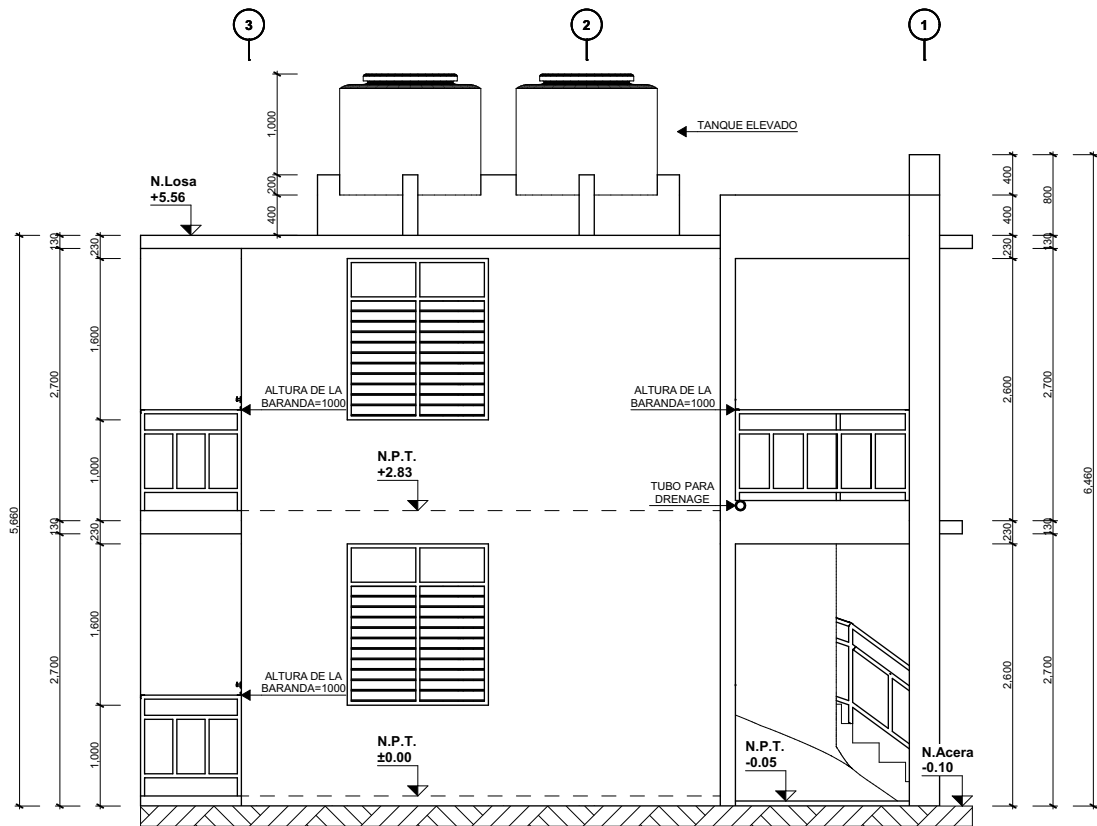 3
2
1
TANQUE ELEVADO
1,000
200
400
N.Losa
+5.56
400
400
800
130
230
230
130
1,600
2,700
ALTURA DE LA
BARANDA=1000
ALTURA DE LA
BARANDA=1000
2,600
2,700
1,000
N.P.T.
+2.83
TUBO PARA
DRENAGE
6,460
5,660
130
230
230
130
1,600
2,700
ALTURA DE LA
BARANDA=1000
2,600
2,700
1,000
N.P.T.
±0.00
N.P.T.
-0.05
N.Acera
-0.10